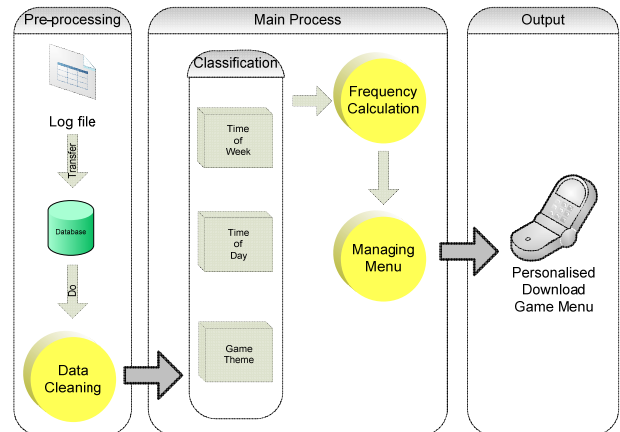 Pre-processing
Log file
Transfer
Database
Do
Data
Cleaning
Main Process
Classification
Time
of
Week
Time
of
Day
Game
Theme
Frequency
Calculation
Managing
Menu
Output
Personalised
Download
Game Menu